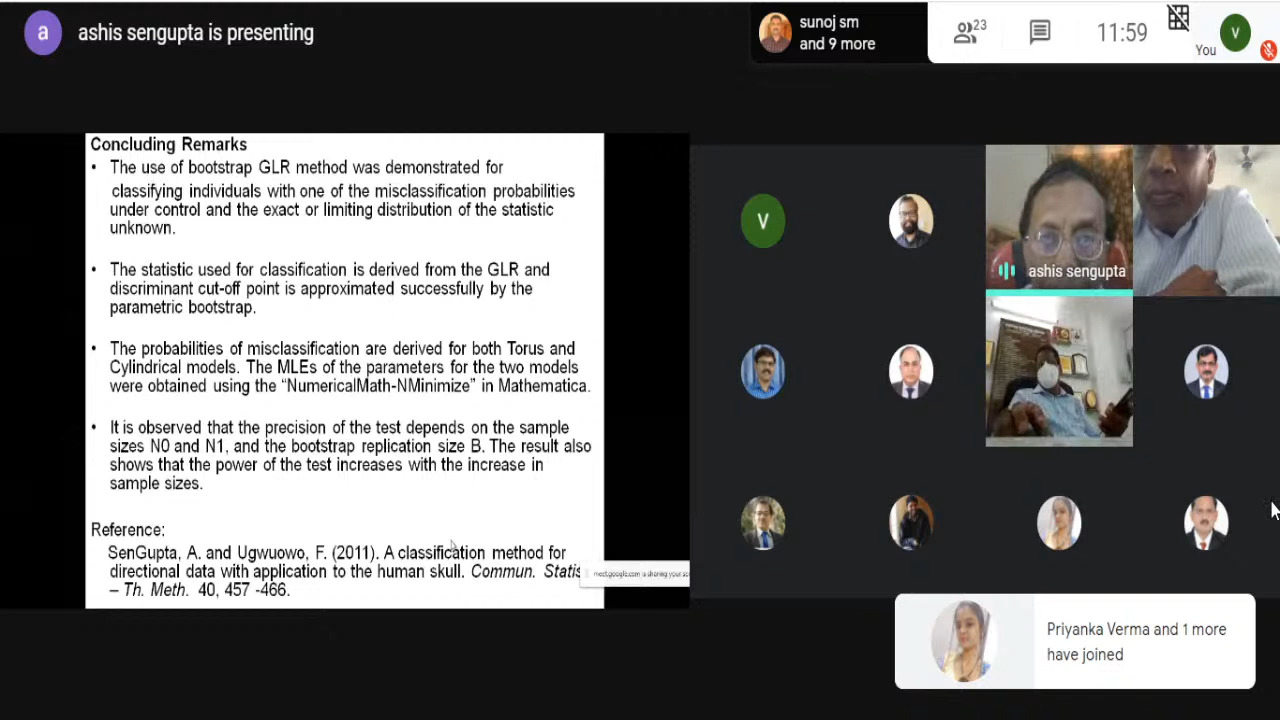 a
ashis sengupta is presenting
sunoj sm
and 9 more
23
11:59
You
V
Concluding Remarks
• The use of bootstrap GLR method was demonstrated for
classifying individuals with one of the misclassification probabilities
under control and the exact or limiting distribution of the statistic
unknown.
• The statistic used for classification is derived from the GLR and
discriminant cut-off point is approximated successfully by the
parametric bootstrap.
• The probabilities of misclassification are derived for both Torus and
Cylindrical models. The MLEs of the parameters for the two models
were obtained using the “NumericalMath-NMinimize” in Mathematica.
• It is observed that the precision of the test depends on the sample
sizes N0 and N1, and the bootstrap replication size B. The result also
shows that the power of the test increases with the increase in
sample sizes.
Reference:
SenGupta, A. and Ugwuowo, F. (2011). A classification method for
directional data with application to the human skull. Commun. Statis
– Th. Meth. 40, 457 -466.
meet.google.com is sharing your
V
ashis sengupta
Priyanka Verma and 1 more
have joined